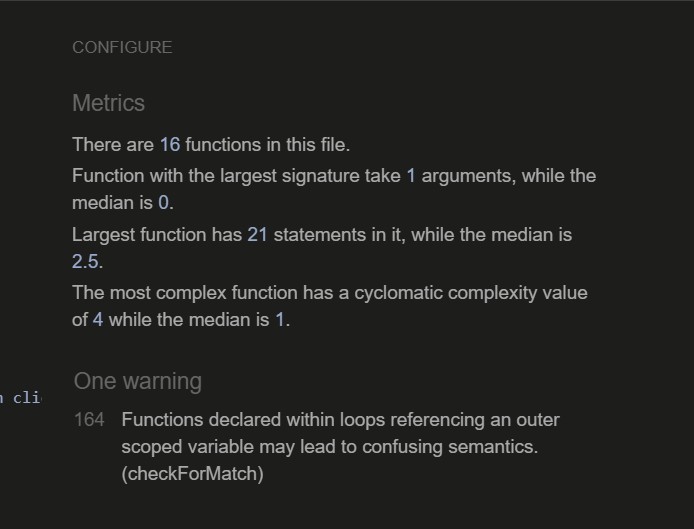 CONFIGURE
Metrics
There are 16 functions in this file.
Function with the largest signature take 1 arguments, while the
median is 0.
Largest function has 21 statements in it, while the median is
2.5.
The most complex function has a cyclomatic complexity value
of 4 while the median is 1.
One warning
cli
164 Functions declared within loops referencing an outer
scoped variable may lead to confusing semantics.
(checkForMatch)